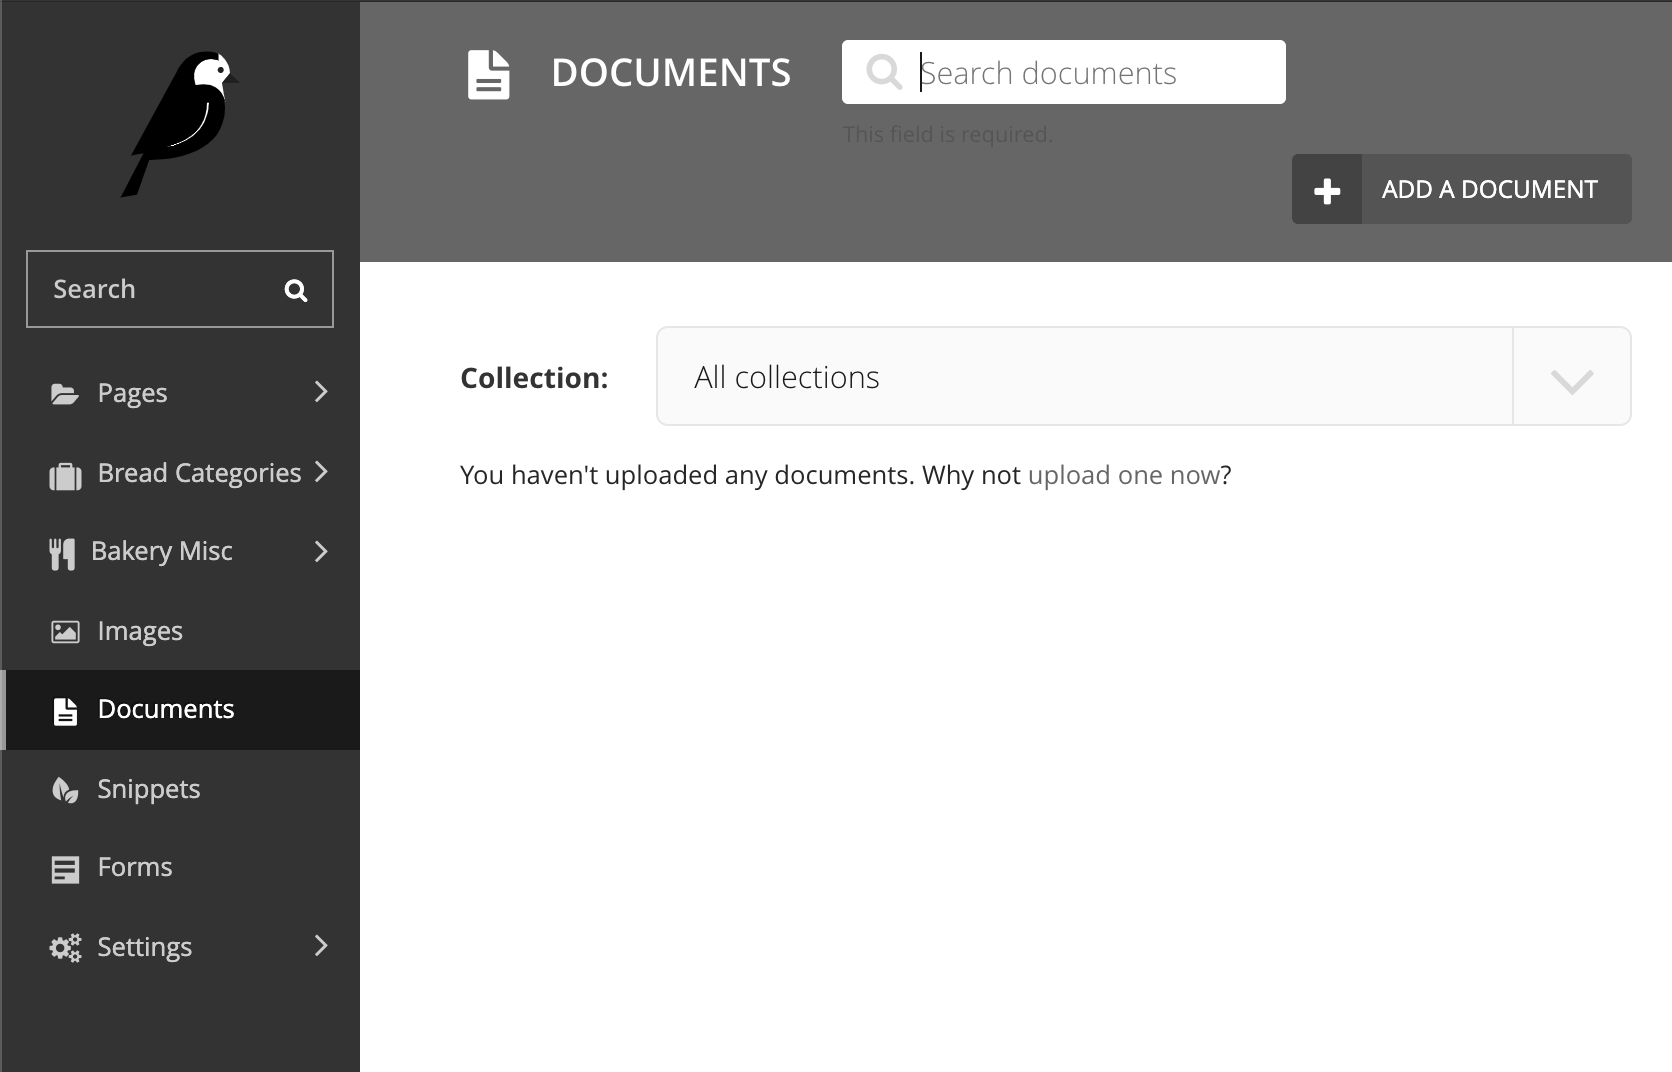 DOCUMENTS
Search documents
This field is required.
ADD A DOCUMENT
Search
Pages
Bread Categories
Bakery Misc
Images
Documents
Snippets
Forms
Settings
Collection:
All collections
You haven't uploaded any documents. Why not upload one now?